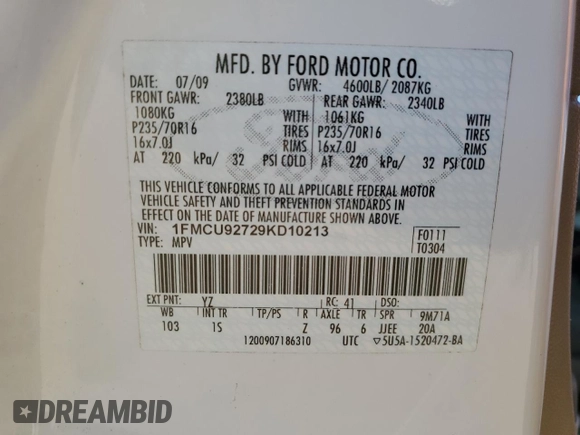 MFD. BY FORD MOTOR CO.
DATE: 07/09 GVWR: 4600LB/ 2087KG
FRONT GAWR: 2380LB REAR GAWR: 2340LB
1080KG WITH 1061KG WITH
P235/70R16 TIRES P235/70R16 TIRES
16x7.0J RIMS 16x7.0J RIMS
AT 220 kPa/ 32 PSI COLD AT 220 kPa/ 32 PSI COLD
THIS VEHICLE CONFORMS TO ALL APPLICABLE FEDERAL MOTOR
VEHICLE SAFETY AND THEFT PREVENTION STANDARDS IN
EFFECT ON THE DATE OF MANUFACTURE SHOWN ABOVE.
VIN: 1FMCU92729KD10213 F0111
TYPE: MPV T0304
EXT PNT: YZ RC: 41 DSO:
WB INT TR TP/PS R AXLE TR SPR 9M71A
103 1S Z 96 6 JJEE 20A
1200907186310 UTC ▽5U5A-1520472-BA
DREAMBID